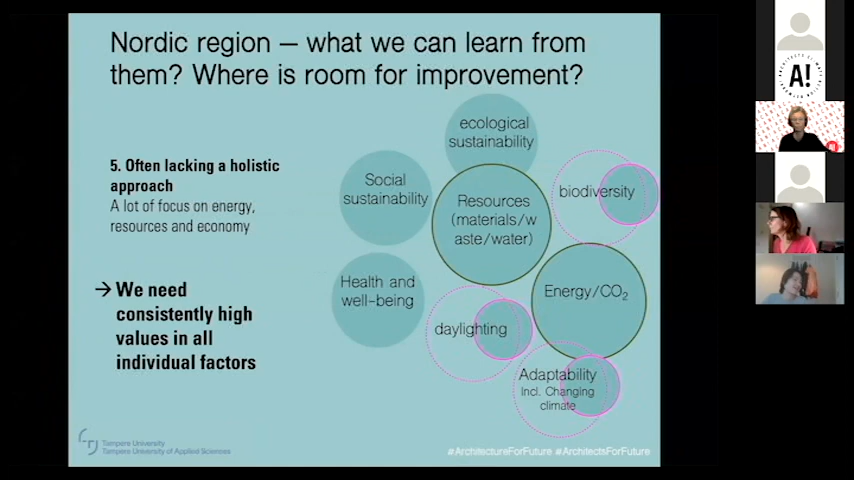 Nordic region – what we can learn from
them? Where is room for improvement?
5. Often lacking a holistic
approach
A lot of focus on energy,
resources and economy
→ We need
consistently high
values in all
individual factors
ecological
sustainability
Social
sustainability
Resources
(materials/w
aste/water)
biodiversity
Health and
well-being
Energy/CO₂
daylighting
Adaptability
Incl. Changing
climate
Tampere University
Tampere University of Applied Sciences
#ArchitectureForFuture #ArchitectsForFuture
A!